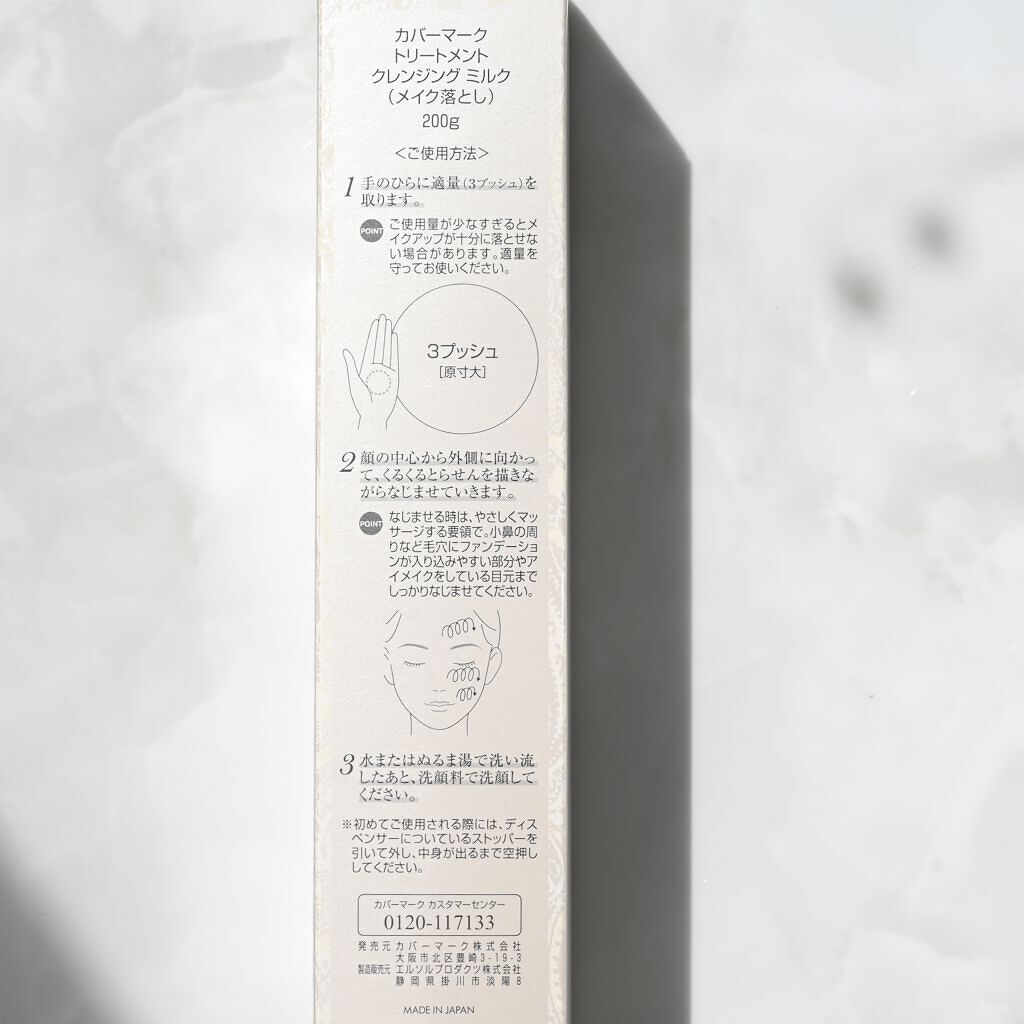 カバーマーク
トリートメント
クレンジング ミルク
（メイク落とし）
200g
＜ご使用方法＞
1 手のひらに適量（3プッシュ）を
取ります。
POINT ご使用量が少なすぎるとメ
イクアップが十分に落とせな
い場合があります。適量を
守ってお使いください。
3プッシュ
［原寸大］
2 顔の中心から外側に向かっ
て、くるくるとらせんを描きな
がらなじませていきます。
POINT なじませる時は、やさしくマッ
サージする要領で。小鼻の周
りなど毛穴にファンデーショ
ンが入り込みやすい部分やア
イメイクをしている目元まで
しっかりなじませてください。
3 水またはぬるま湯で洗い流
したあと、洗顔料で洗顔して
ください。
※初めてご使用される際には、ディス
ペンサーについているストッパーを
引いて外し、中身が出るまで空押し
してください。
カバーマーク カスタマーセンター
0120-117133
発売元 カバーマーク株式会社
大阪市北区豊崎3-19-3
製造販売元 エルソルプロダクツ株式会社
静岡県掛川市淡陽8
MADE IN JAPAN